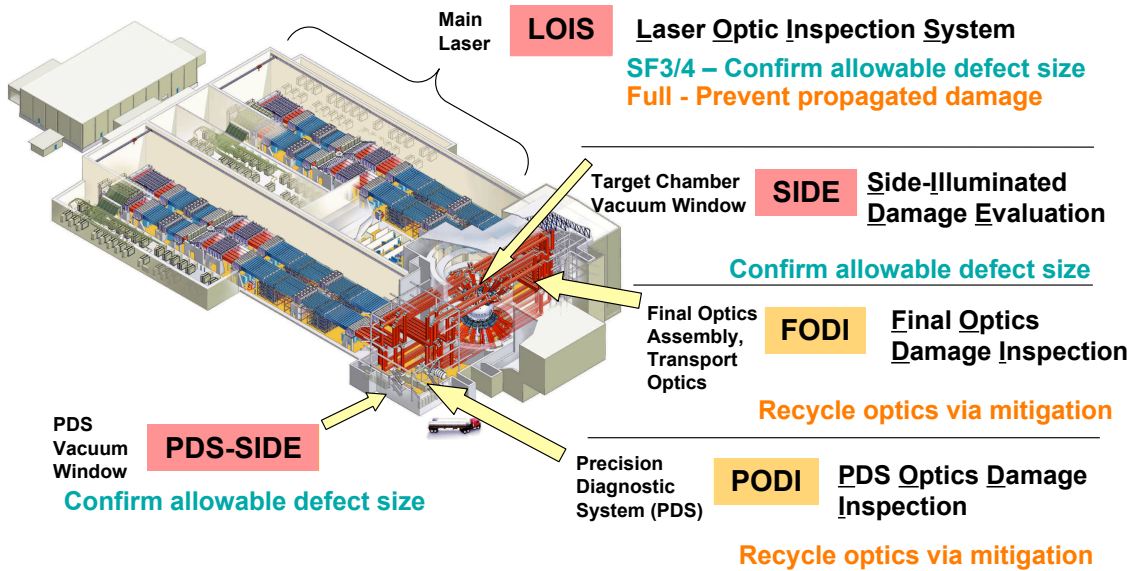 Main
Laser
LOIS
Laser Optic Inspection System
SF3/4 – Confirm allowable defect size
Full - Prevent propagated damage
Target Chamber
Vacuum Window
SIDE
Side-Illuminated
Damage Evaluation
Confirm allowable defect size
Final Optics
Assembly,
Transport
Optics
FODI
Final Optics
Damage Inspection
Recycle optics via mitigation
PDS
Vacuum
Window
PDS-SIDE
Confirm allowable defect size
Precision
Diagnostic
System (PDS)
PODI
PDS Optics Damage
Inspection
Recycle optics via mitigation